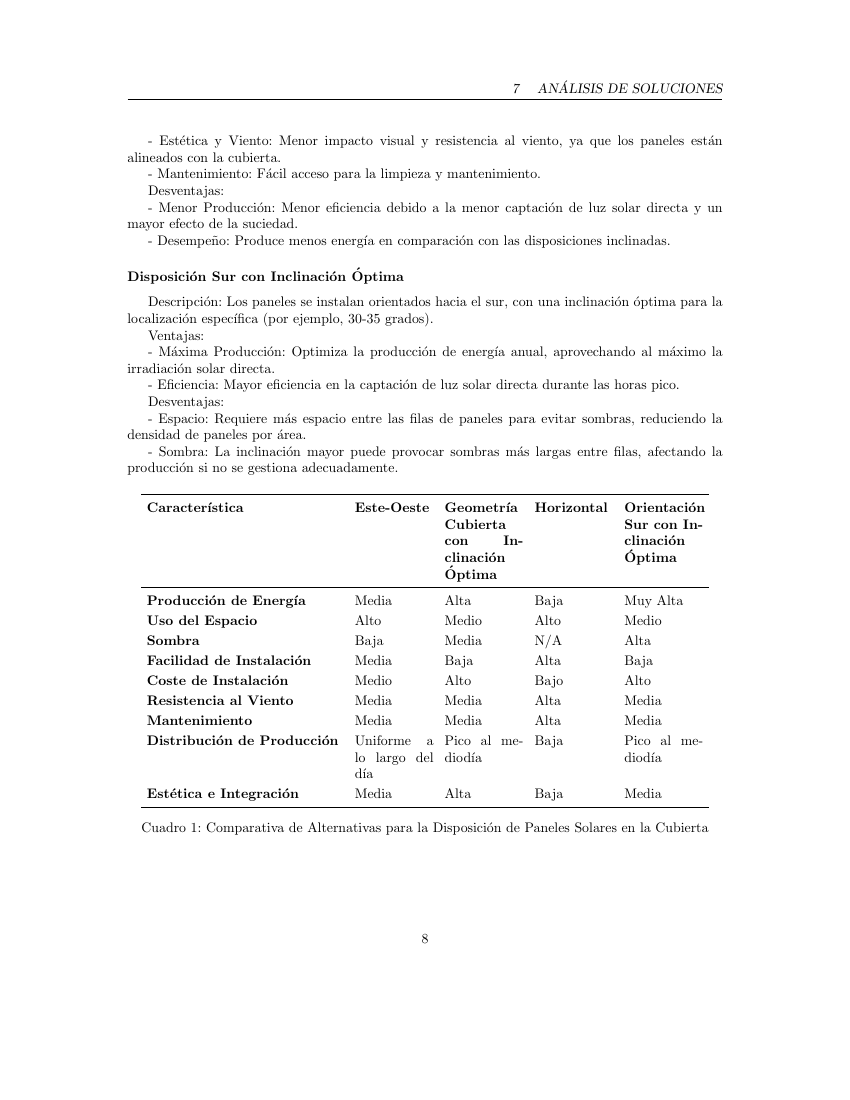 7 ANÁLISIS DE SOLUCIONES
- Estética y Viento: Menor impacto visual y resistencia al viento, ya que los paneles están
alineados con la cubierta.
- Mantenimiento: Fácil acceso para la limpieza y mantenimiento.
Desventajas:
- Menor Producción: Menor eficiencia debido a la menor captación de luz solar directa y un
mayor efecto de la suciedad.
- Desempeño: Produce menos energía en comparación con las disposiciones inclinadas.
Disposición Sur con Inclinación Óptima
Descripción: Los paneles se instalan orientados hacia el sur, con una inclinación óptima para la
localización específica (por ejemplo, 30-35 grados).
Ventajas:
- Máxima Producción: Optimiza la producción de energía anual, aprovechando al máximo la
irradiación solar directa.
- Eficiencia: Mayor eficiencia en la captación de luz solar directa durante las horas pico.
Desventajas:
- Espacio: Requiere más espacio entre las filas de paneles para evitar sombras, reduciendo la
densidad de paneles por área.
- Sombra: La inclinación mayor puede provocar sombras más largas entre filas, afectando la
producción si no se gestiona adecuadamente.
Característica Este-Oeste Geometría Horizontal Orientación
Cubierta Sur con In-
con In- clinación
clinación Óptima
Óptima
Producción de Energía Media Alta Baja Muy Alta
Uso del Espacio Alto Medio Alto Medio
Sombra Baja Media N/A Alta
Facilidad de Instalación Media Baja Alta Baja
Coste de Instalación Medio Alto Bajo Alto
Resistencia al Viento Media Media Alta Media
Mantenimiento Media Media Alta Media
Distribución de Producción Uniforme a Pico al me- Baja Pico al me-
lo largo del diodía diodía
día
Estética e Integración Media Alta Baja Media
Cuadro 1: Comparativa de Alternativas para la Disposición de Paneles Solares en la Cubierta
8